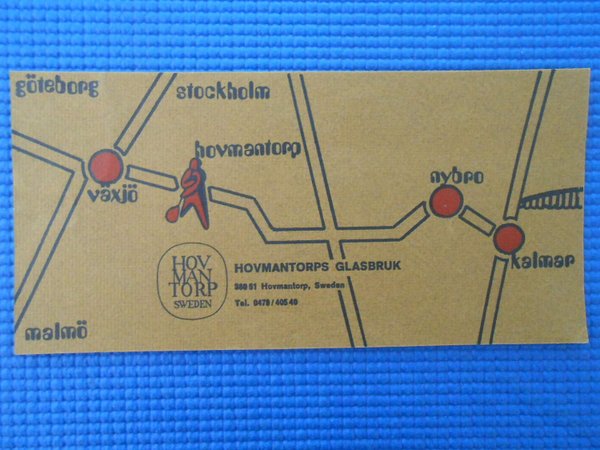 göteborg
stockholm
hovmantorp
växjö
nybro
kalmar
malmö
HOV
MAN
TORP
SWEDEN
HOVMANTORPS GLASBRUK
360 51 Hovmantorp, Sweden
Tel. 0478 / 405 40